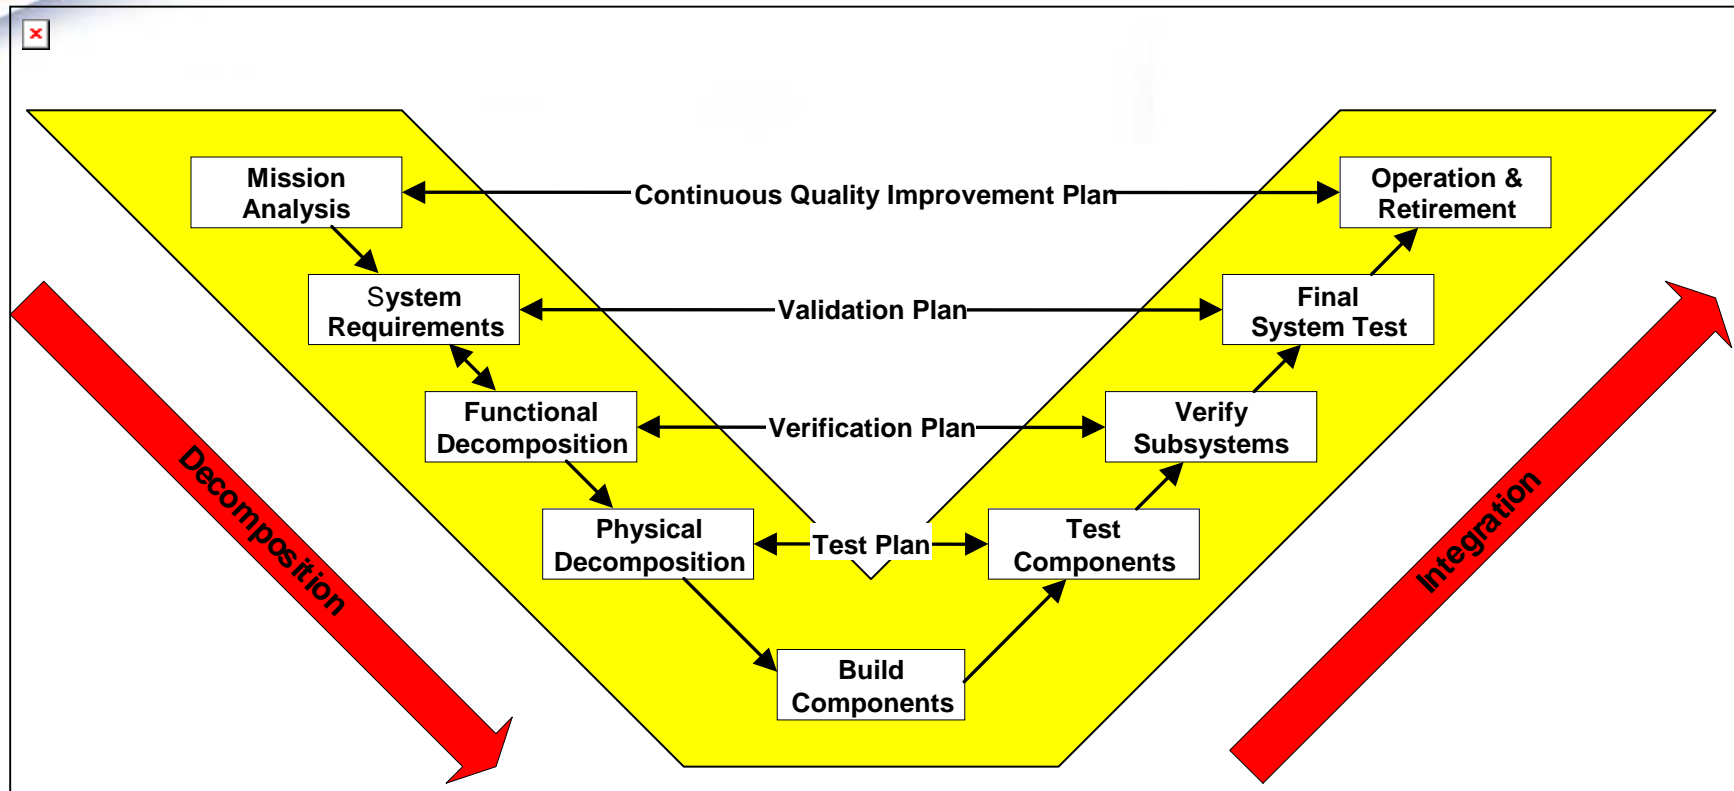 Mission
Analysis
Continuous Quality Improvement Plan
Operation &
Retirement
System
Requirements
Validation Plan
Final
System Test
Functional
Decomposition
Verification Plan
Verify
Subsystems
Physical
Decomposition
Test Plan
Test
Components
Build
Components
Decomposition
Integration